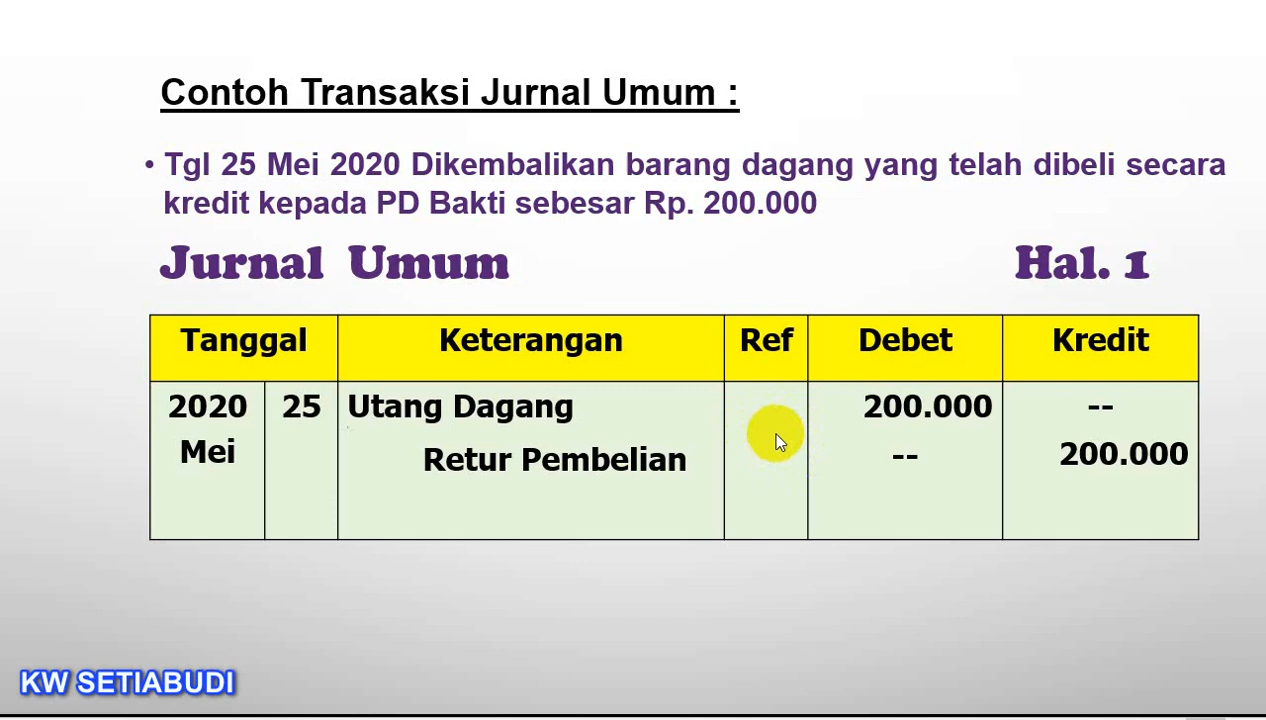 Contoh Transaksi Jurnal Umum :
• Tgl 25 Mei 2020 Dikembalikan barang dagang yang telah dibeli secara
kredit kepada PD Bakti sebesar Rp. 200.000
Jurnal Umum Hal. 1
Tanggal Keterangan Ref Debet Kredit
2020 25 Utang Dagang 200.000 --
Mei Retur Pembelian -- 200.000
KW SETIABUDI